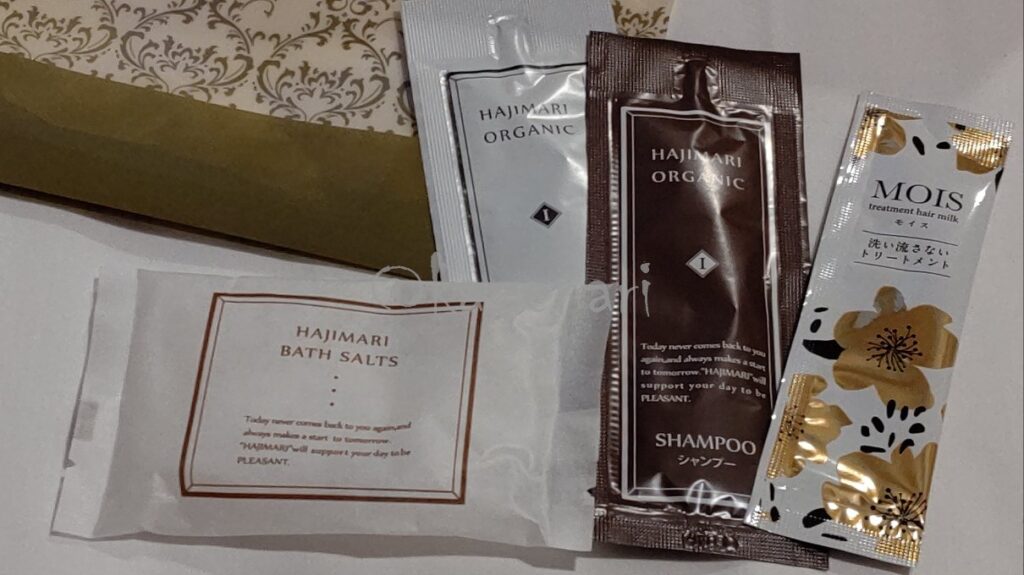 HAJIMARI
ORGANIC
I
HAJIMARI
ORGANIC
I
Today never comes back to you
again,and always makes a start
to tomorrow."HAJIMARI"will
support your day to be
PLEASANT.
SHAMPOO
シャンプー
MOIS
treatment hair milk
モイス
洗い流さない
トリートメント
HAJIMARI
BATH SALTS
Today never comes back to you again,and
always makes a start to tomorrow.
"HAJIMARI"will support your day to be
PLEASANT.